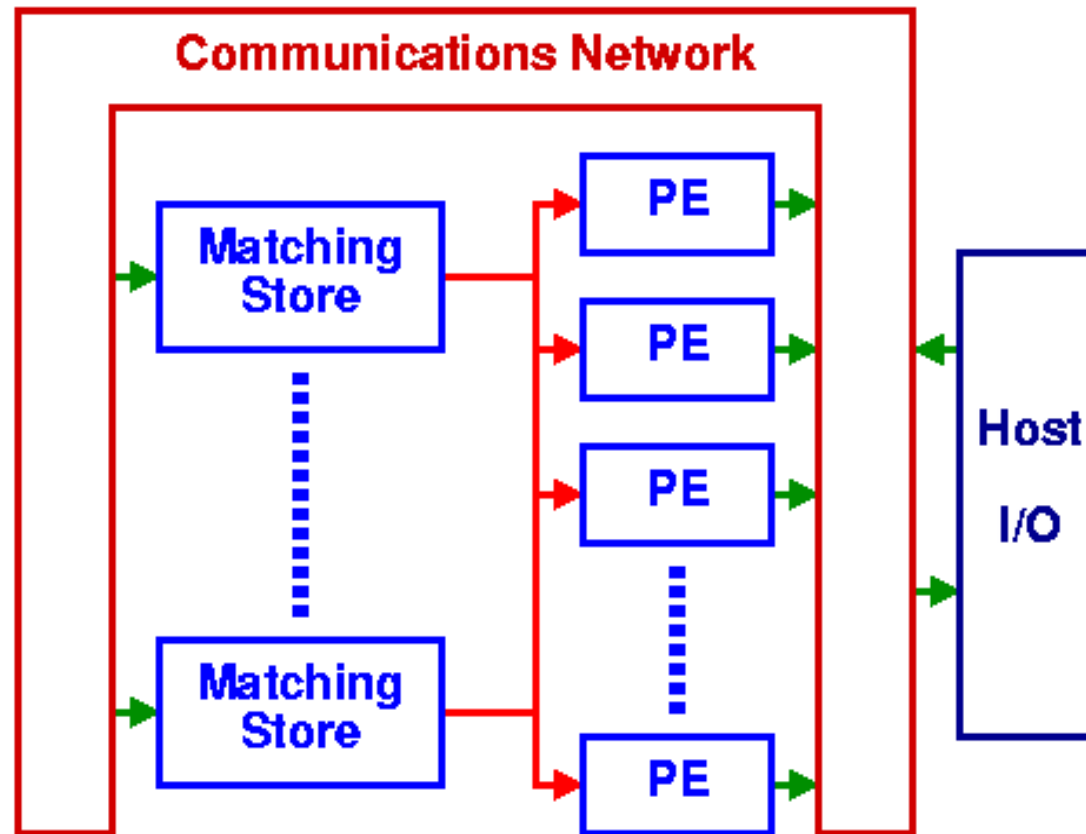 Communications Network
PE
Matching
Store
PE
PE
Matching
Store
PE
Host
I/O